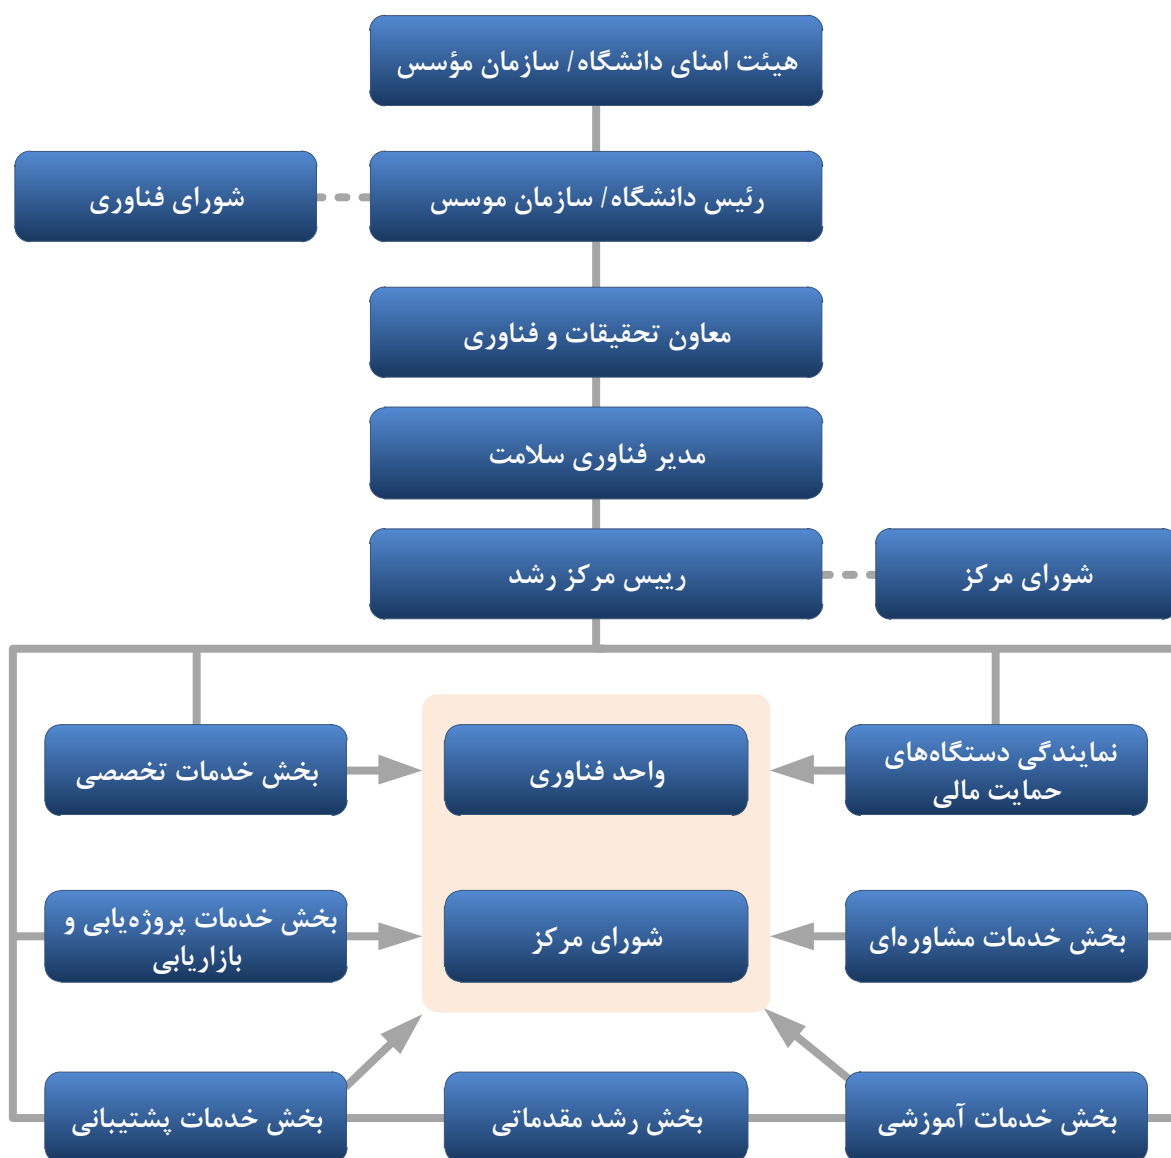 هیئت امنای دانشگاه/ سازمان مؤسس
رئیس دانشگاه/ سازمان موسس
شورای فناوری
معاون تحقیقات و فناوری
مدیر فناوری سلامت
شورای مرکز
رییس مرکز رشد
نمایندگی دستگاه‌های
حمایت مالی
واحد فناوری
بخش خدمات تخصصی
بخش خدمات مشاوره‌ای
شورای مرکز
بخش خدمات پروژه‌یابی و
بازاریابی
بخش خدمات آموزشی
بخش رشد مقدماتی
بخش خدمات پشتیبانی